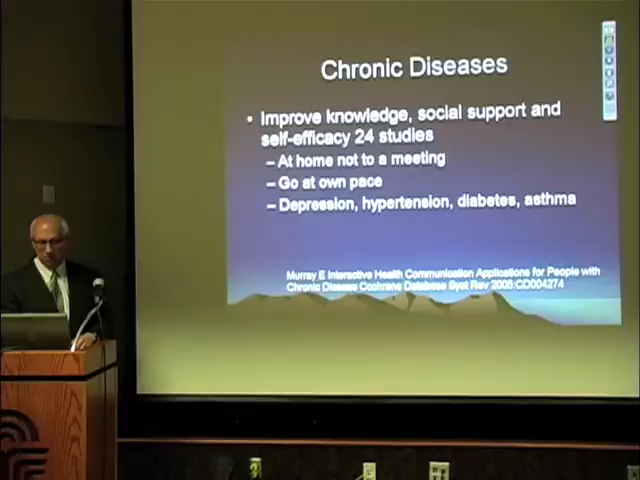 Chronic Diseases
• Improve knowledge, social support and
self-efficacy 24 studies
– At home not to a meeting
– Go at own pace
– Depression, hypertension, diabetes, asthma
Murray E Interactive Health Communication Applications for People with
Chronic Disease Cochrane Database Syst Rev 2005:CD004274